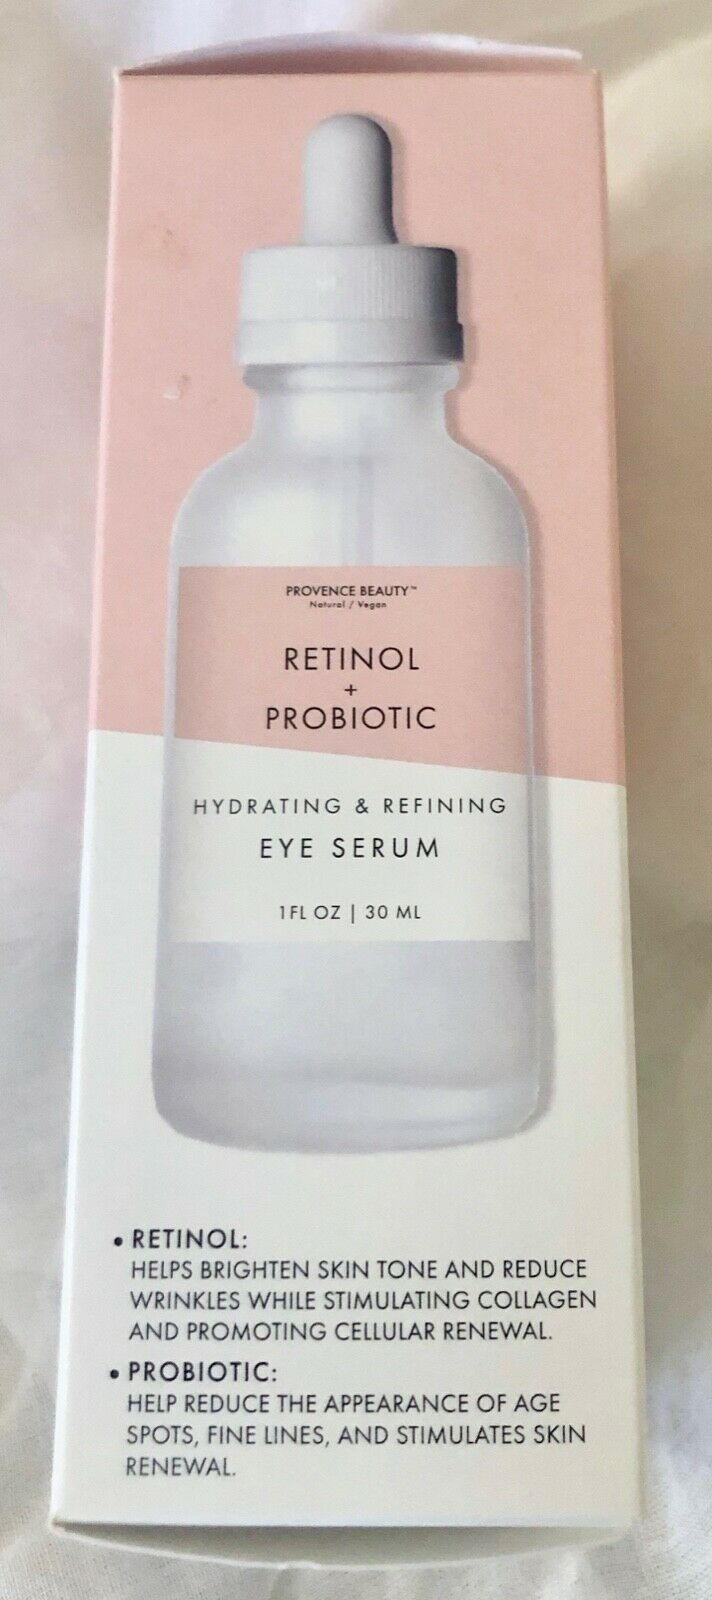 PROVENCE BEAUTY™
Natural / Vegan
RETINOL
+
PROBIOTIC
HYDRATING & REFINING
EYE SERUM
1FL OZ | 30 ML
• RETINOL:
HELPS BRIGHTEN SKIN TONE AND REDUCE
WRINKLES WHILE STIMULATING COLLAGEN
AND PROMOTING CELLULAR RENEWAL.
• PROBIOTIC:
HELP REDUCE THE APPEARANCE OF AGE
SPOTS, FINE LINES, AND STIMULATES SKIN
RENEWAL.